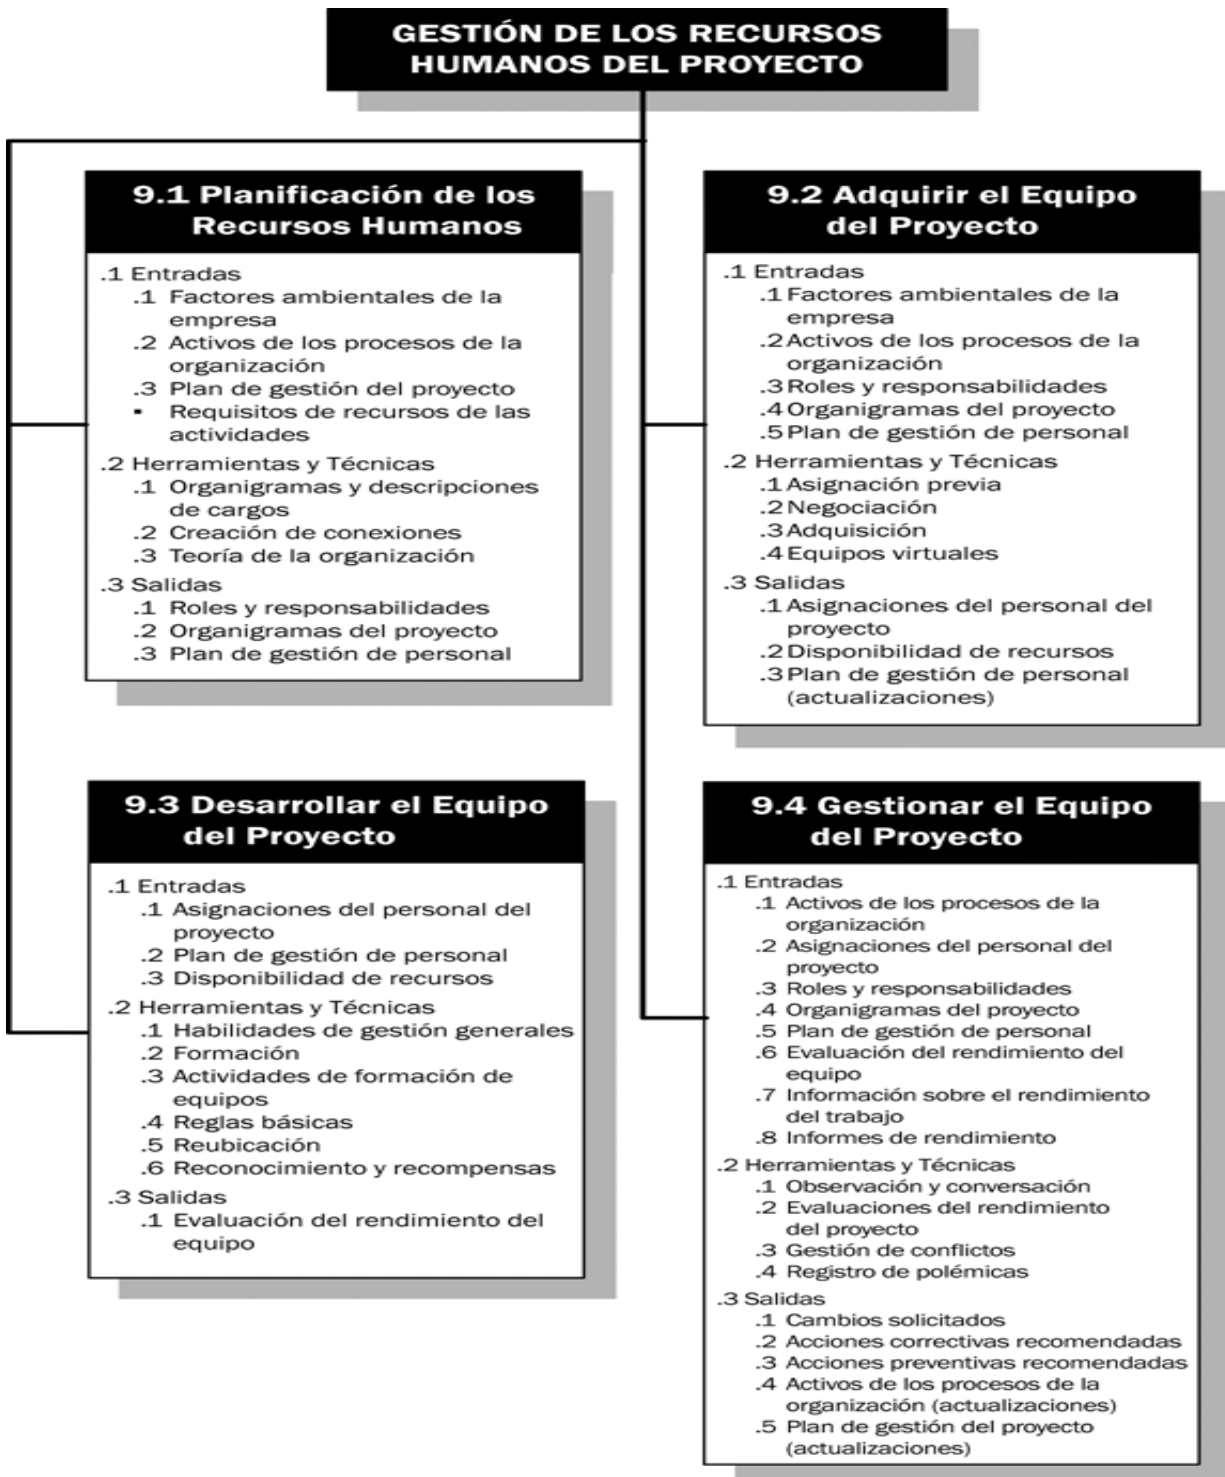 GESTIÓN DE LOS RECURSOS
HUMANOS DEL PROYECTO
9.1 Planificación de los
Recursos Humanos
.1 Entradas
.1 Factores ambientales de la
empresa
.2 Activos de los procesos de la
organización
.3 Plan de gestión del proyecto
▪ Requisitos de recursos de las
actividades
.2 Herramientas y Técnicas
.1 Organigramas y descripciones
de cargos
.2 Creación de conexiones
.3 Teoría de la organización
.3 Salidas
.1 Roles y responsabilidades
.2 Organigramas del proyecto
.3 Plan de gestión de personal
9.2 Adquirir el Equipo
del Proyecto
.1 Entradas
.1 Factores ambientales de la
empresa
.2 Activos de los procesos de la
organización
.3 Roles y responsabilidades
.4 Organigramas del proyecto
.5 Plan de gestión de personal
.2 Herramientas y Técnicas
.1 Asignación previa
.2 Negociación
.3 Adquisición
.4 Equipos virtuales
.3 Salidas
.1 Asignaciones del personal del
proyecto
.2 Disponibilidad de recursos
.3 Plan de gestión de personal
(actualizaciones)
9.3 Desarrollar el Equipo
del Proyecto
.1 Entradas
.1 Asignaciones del personal del
proyecto
.2 Plan de gestión de personal
.3 Disponibilidad de recursos
.2 Herramientas y Técnicas
.1 Habilidades de gestión generales
.2 Formación
.3 Actividades de formación de
equipos
.4 Reglas básicas
.5 Reubicación
.6 Reconocimiento y recompensas
.3 Salidas
.1 Evaluación del rendimiento del
equipo
9.4 Gestionar el Equipo
del Proyecto
.1 Entradas
.1 Activos de los procesos de la
organización
.2 Asignaciones del personal del
proyecto
.3 Roles y responsabilidades
.4 Organigramas del proyecto
.5 Plan de gestión de personal
.6 Evaluación del rendimiento del
equipo
.7 Información sobre el rendimiento
del trabajo
.8 Informes de rendimiento
.2 Herramientas y Técnicas
.1 Observación y conversación
.2 Evaluaciones del rendimiento
del proyecto
.3 Gestión de conflictos
.4 Registro de polémicas
.3 Salidas
.1 Cambios solicitados
.2 Acciones correctivas recomendadas
.3 Acciones preventivas recomendadas
.4 Activos de los procesos de la
organización (actualizaciones)
.5 Plan de gestión del proyecto
(actualizaciones)